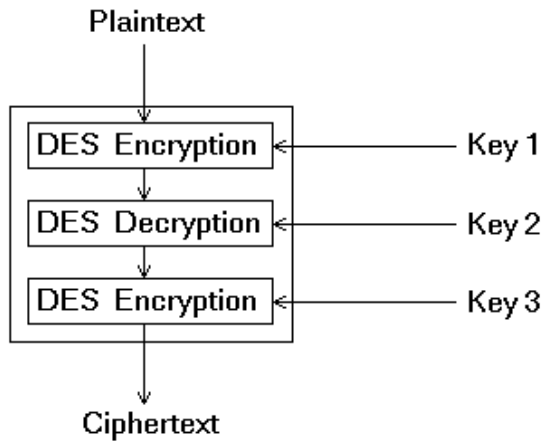 Plaintext
DES Encryption
Key 1
DES Decryption
Key 2
DES Encryption
Key 3
Ciphertext